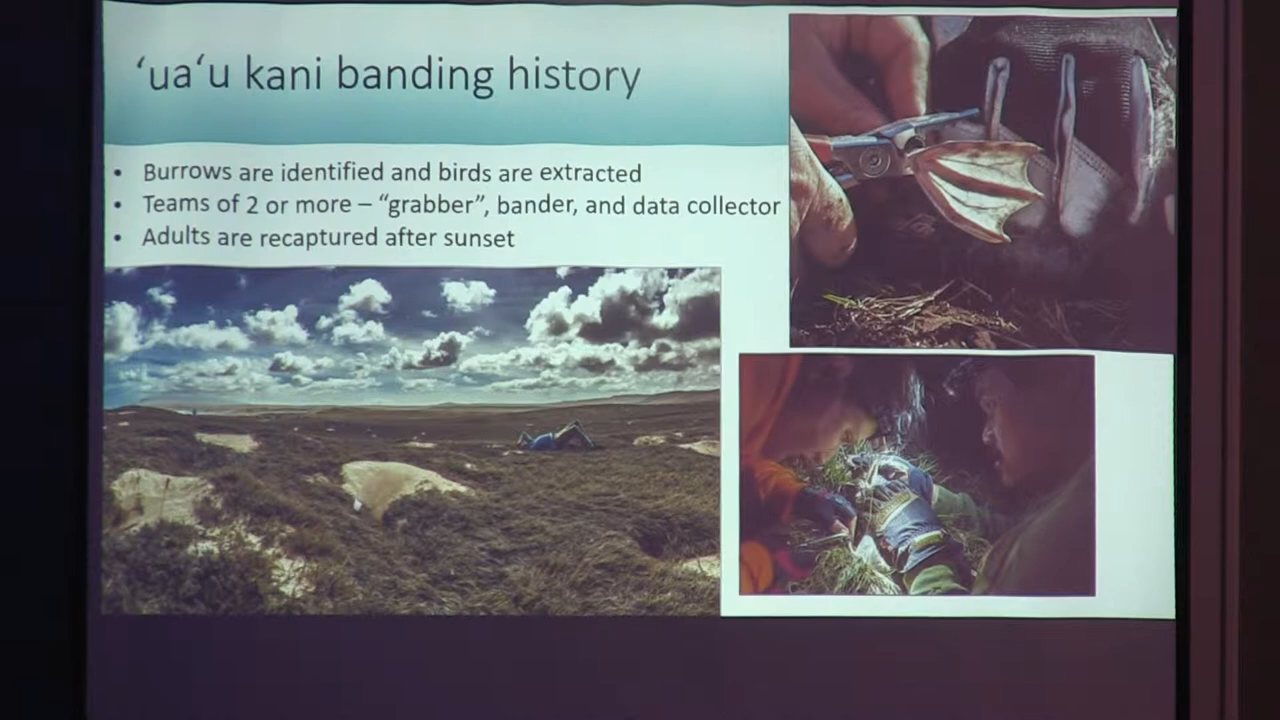 ʻuaʻu kani banding history
• Burrows are identified and birds are extracted
• Teams of 2 or more – “grabber”, bander, and data collector
• Adults are recaptured after sunset